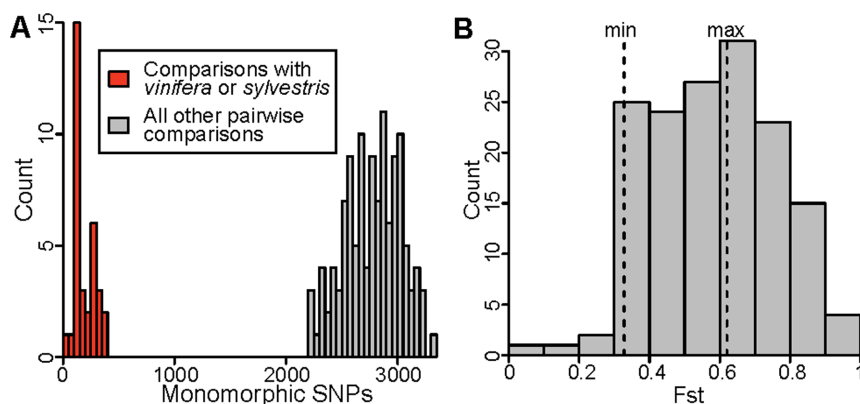 A
15
10
5
0
Count
Comparisons with
vinifera or sylvestris
All other pairwise
comparisons
0 1000 2000 3000
Monomorphic SNPs
B
min max
30
25
20
15
10
5
0
Count
0 0.2 0.4 0.6 0.8 1
Fst